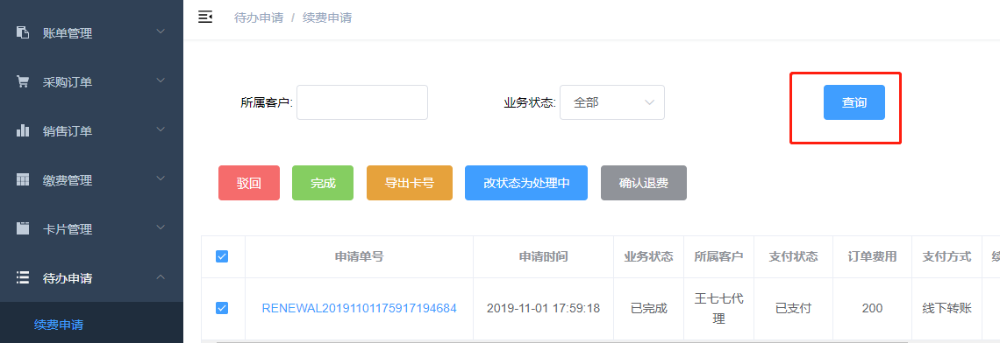 账单管理
采购订单
销售订单
缴费管理
卡片管理
待办申请
续费申请
待办申请 / 续费申请
所属客户:
业务状态: 全部
查询
驳回 完成 导出卡号 改状态为处理中 确认退费
申请单号 申请时间 业务状态 所属客户 支付状态 订单费用 支付方式
RENEWAL20191101175917194684 2019-11-01 17:59:18 已完成 王七七代理 已支付 200 线下转账